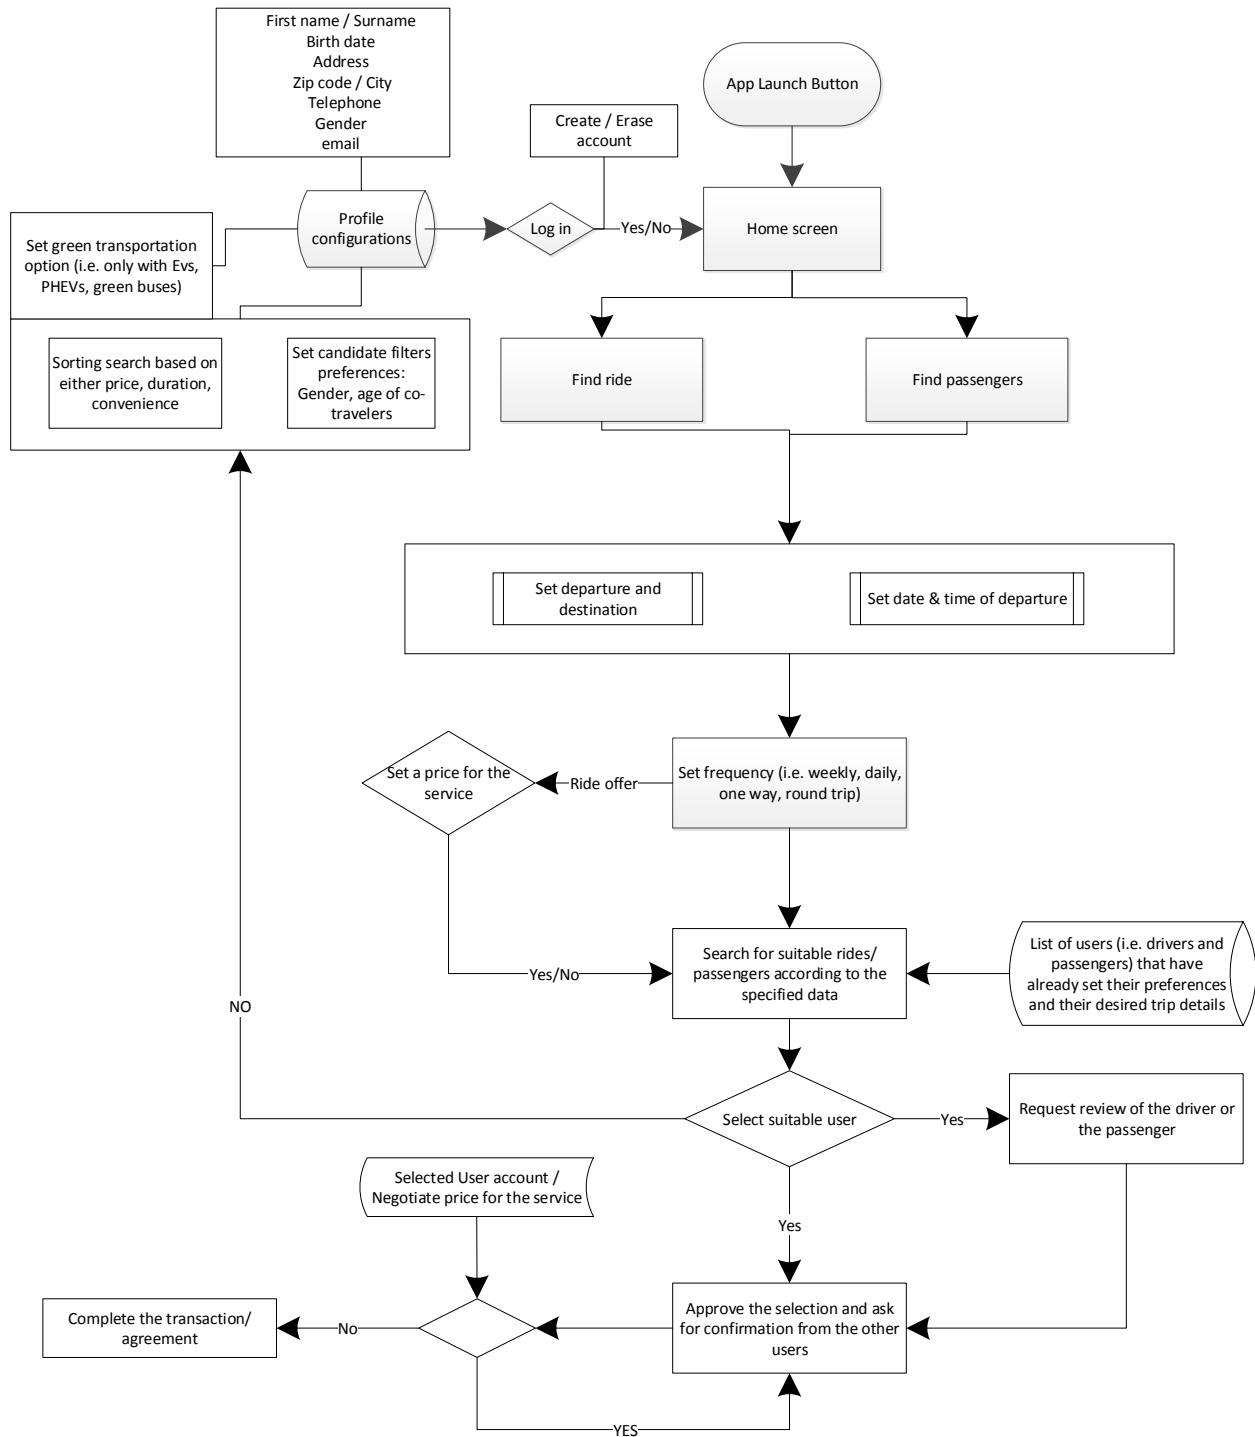 First name / Surname
Birth date
Address
Zip code / City
Telephone
Gender
email
App Launch Button
Create / Erase
account
Profile
configurations
Log in
Yes/No
Home screen
Set green transportation
option (i.e. only with Evs,
PHEVs, green buses)
Sorting search based on
either price, duration,
convenience
Set candidate filters
preferences:
Gender, age of co-
travelers
Find ride
Find passengers
Set departure and
destination
Set date & time of departure
Set a price for the
service
Ride offer
Set frequency (i.e. weekly, daily,
one way, round trip)
Yes/No
Search for suitable rides/
passengers according to the
specified data
List of users (i.e. drivers and
passengers) that have
already set their preferences
and their desired trip details
NO
Select suitable user
Yes
Request review of the driver or
the passenger
Selected User account /
Negotiate price for the service
Yes
Complete the transaction/
agreement
No
Approve the selection and ask
for confirmation from the other
users
YES